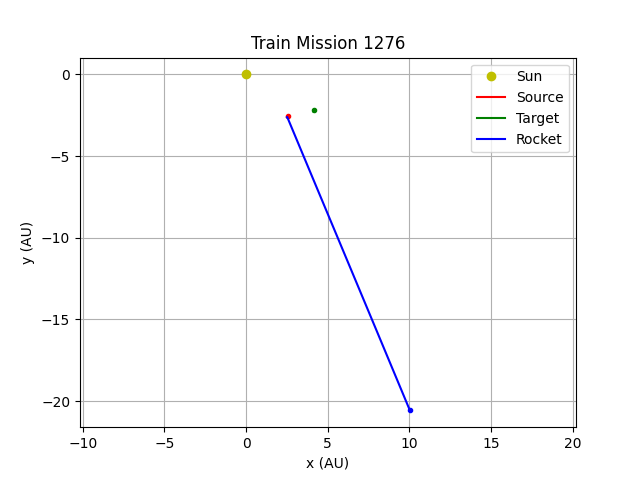 Train Mission 1276
Sun
Source
Target
Rocket
y (AU)
0
−5
−10
−15
−20
−10
−5
0
5
10
15
20
x (AU)